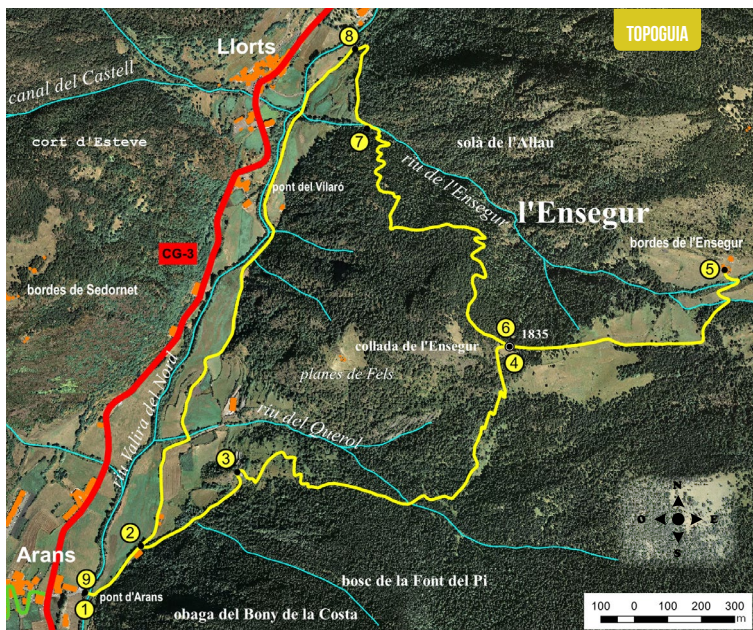 TOPOGUIA
8
Llorts
canal del Castell
cort d'Esteve
7
solà de l'Allau
riu de l'Ensegur
l'Ensegur
pont del Vilaró
bordes de l'Ensegur
5
CG-3
bordes de Sedornet
6
1835
collada de l'Ensegur
4
planes de Fels
riu Valira del Nord
riu del Querol
3
N
O E
S
2
Arans
9
1
pont d'Arans
bosc de la Font del Pi
obaga del Bony de la Costa
100 0 100 200 300
m